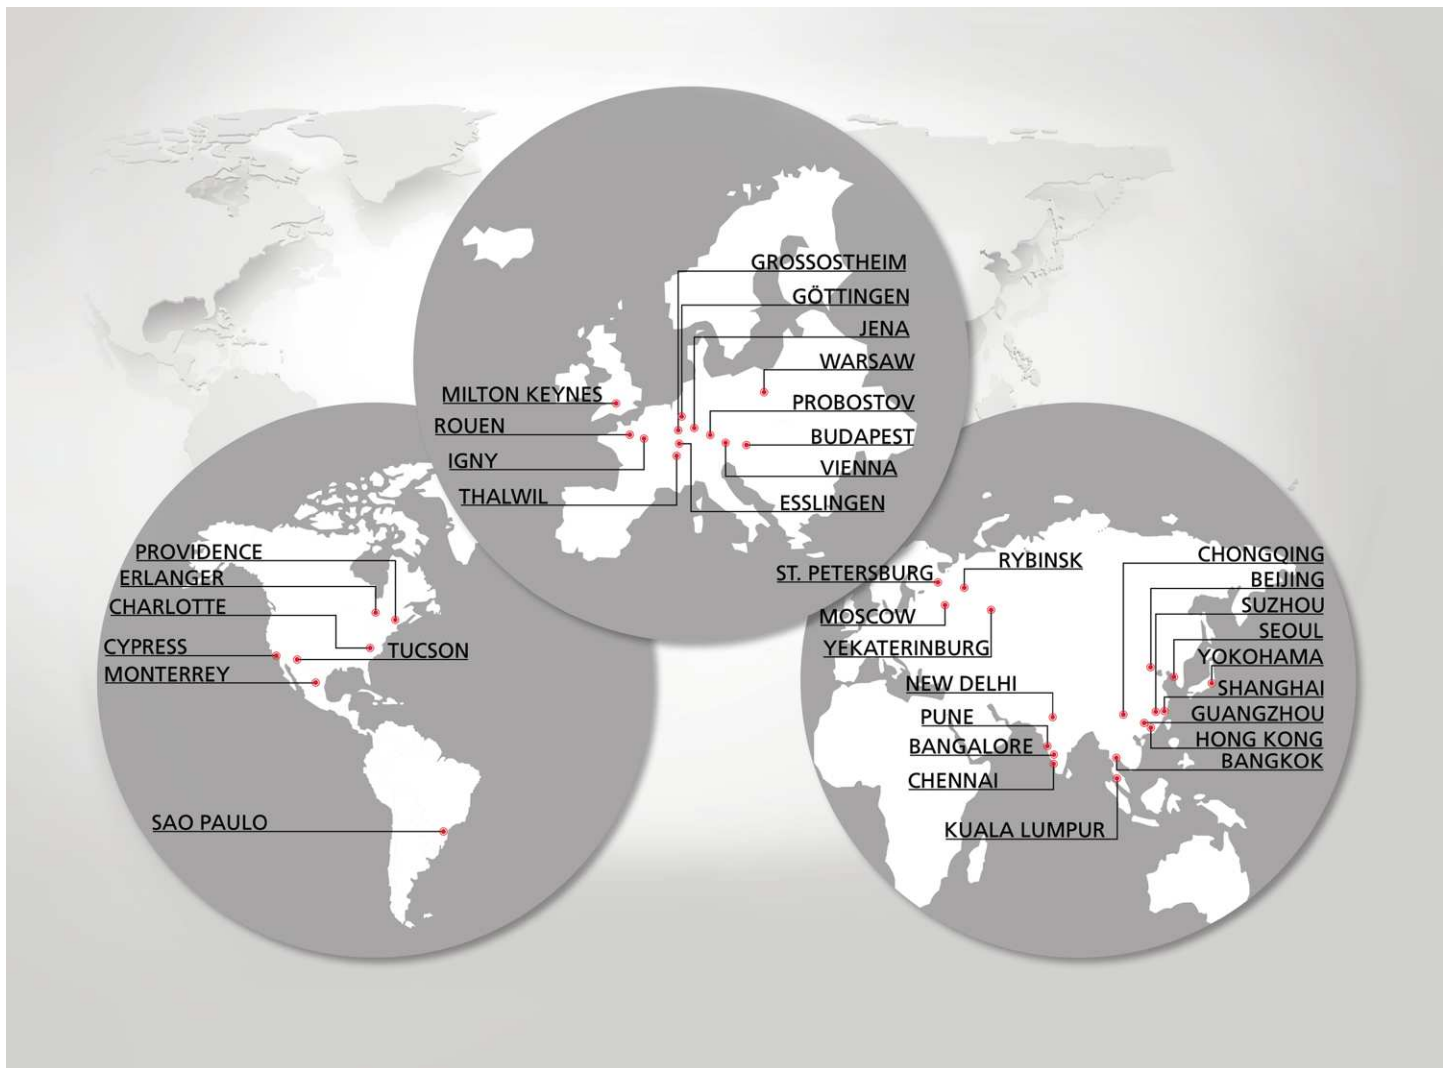 GROSSOSTHEIM
GÖTTINGEN
JENA
WARSAW
MILTON KEYNES
PROBOSTOV
ROUEN
BUDAPEST
IGNY
VIENNA
THALWIL
ESSLINGEN
PROVIDENCE
ERLANGER
CHARLOTTE
CYPRESS
TUCSON
MONTERREY
SAO PAULO
ST. PETERSBURG
RYBINSK
MOSCOW
YEKATERINBURG
NEW DELHI
PUNE
BANGALORE
CHENNAI
KUALA LUMPUR
CHONGQING
BEIJING
SUZHOU
SEOUL
YOKOHAMA
SHANGHAI
GUANGZHOU
HONG KONG
BANGKOK